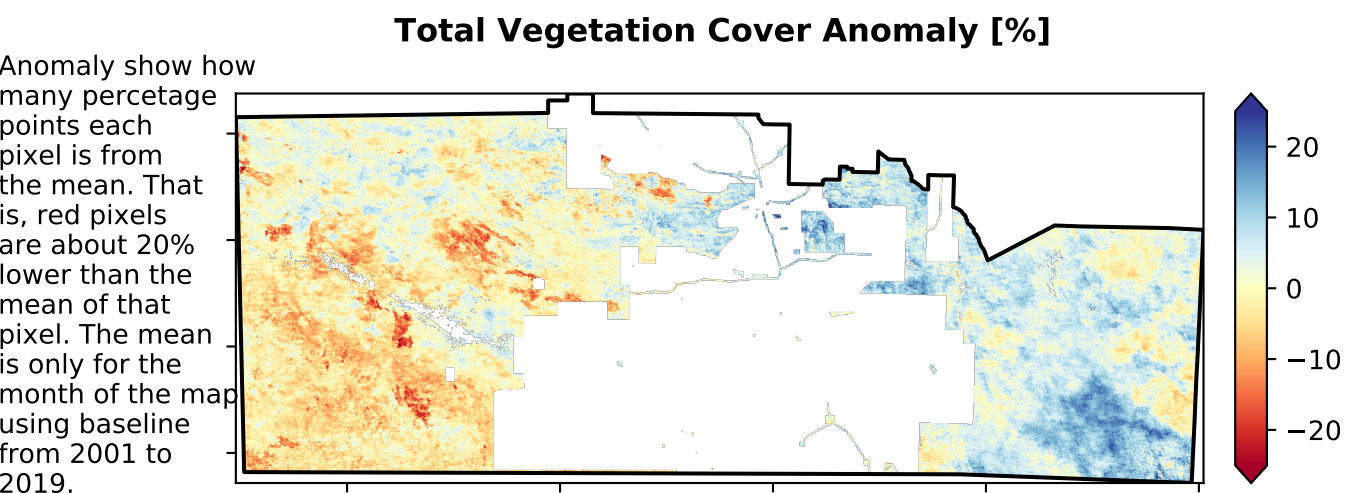 Total Vegetation Cover Anomaly [%]
Anomaly show how
many percetage
points each
pixel is from
the mean. That
is, red pixels
are about 20%
lower than the
mean of that
pixel. The mean
is only for the
month of the map
using baseline
from 2001 to
2019.
20
10
0
−10
−20